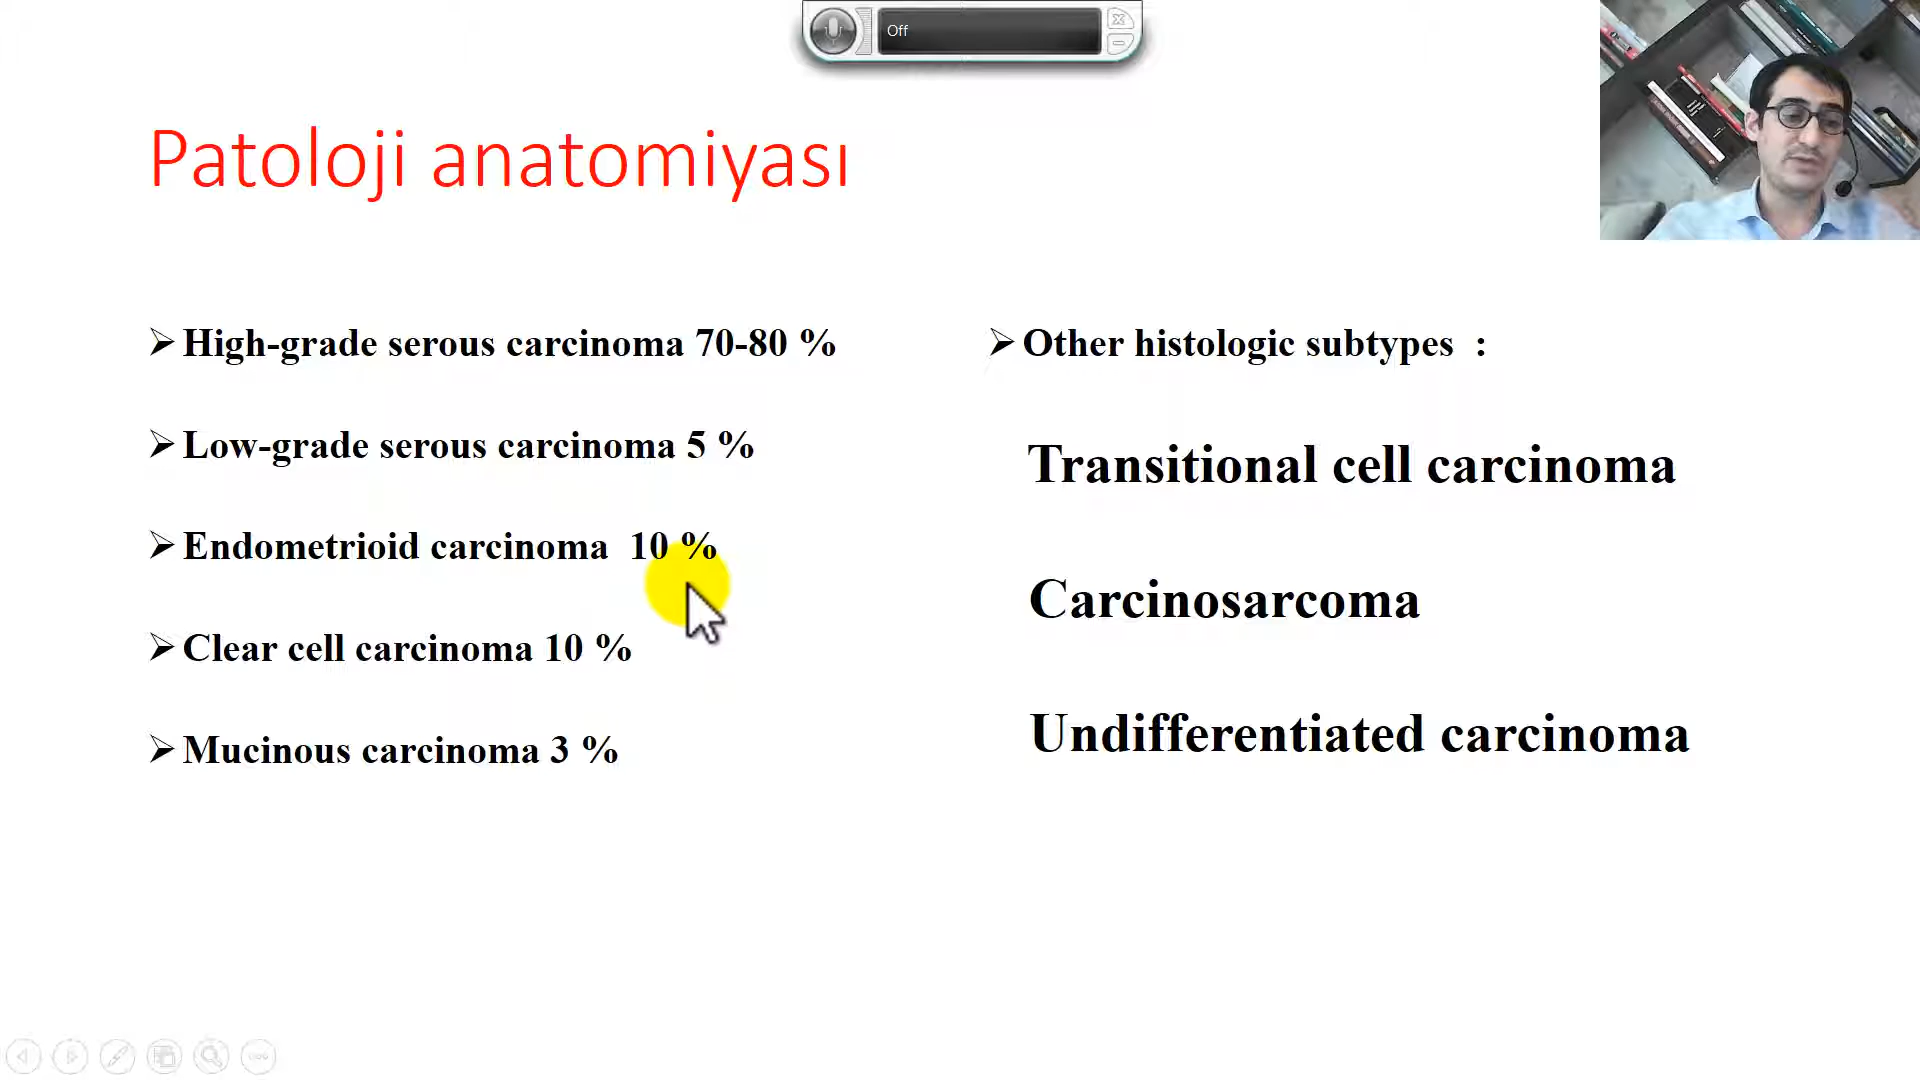 Off
Patoloji anatomiyası
High-grade serous carcinoma 70-80 %
Low-grade serous carcinoma 5 %
Endometrioid carcinoma 10 %
Clear cell carcinoma 10 %
Mucinous carcinoma 3 %
Other histologic subtypes :
Transitional cell carcinoma
Carcinosarcoma
Undifferentiated carcinoma